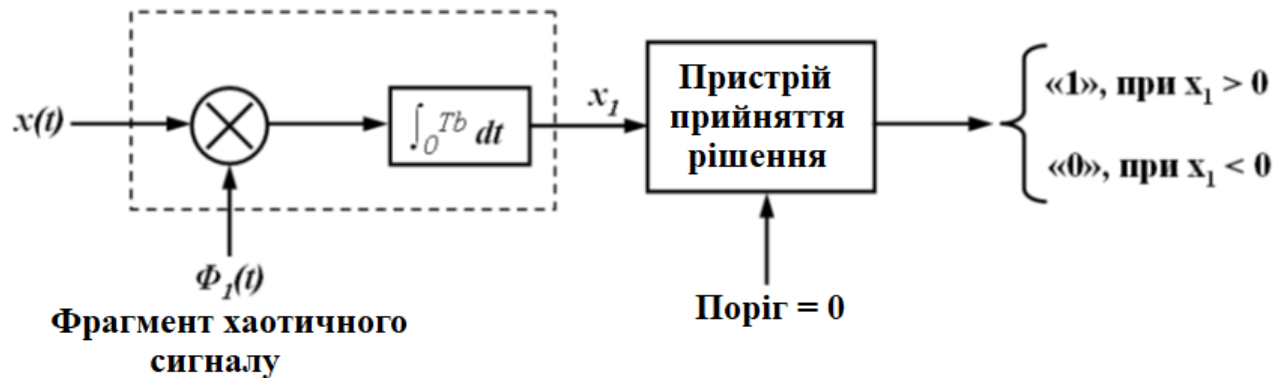 x(t)
Φ₁(t)
Фрагмент хаотичного
сигналу
∫₀ᵀᵇ dt
x₁
Пристрій
прийняття
рішення
Поріг = 0
«1», при x₁ > 0
«0», при x₁ < 0